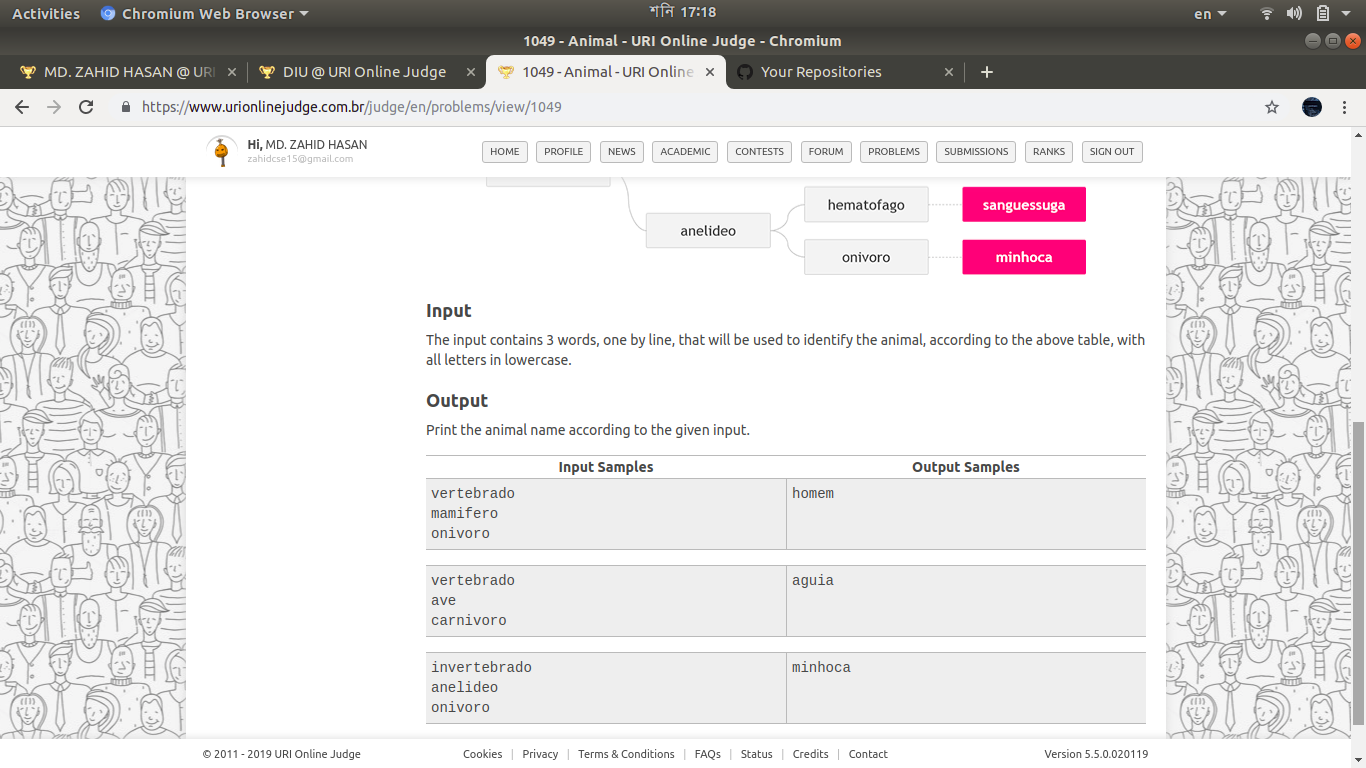 Activities Chromium Web Browser শনি 17:18 en
1049 - Animal - URI Online Judge - Chromium
MD. ZAHID HASAN @ URI DIU @ URI Online Judge 1049 - Animal - URI Online Your Repositories
https://www.urionlinejudge.com.br/judge/en/problems/view/1049
Hi, MD. ZAHID HASAN
zahidcse15@gmail.com
HOME PROFILE NEWS ACADEMIC CONTESTS FORUM PROBLEMS SUBMISSIONS RANKS SIGN OUT
hematofago sanguessuga
anelideo
onivoro minhoca
Input
The input contains 3 words, one by line, that will be used to identify the animal, according to the above table, with
all letters in lowercase.
Output
Print the animal name according to the given input.
Input Samples Output Samples
vertebrado homem
mamifero
onivoro
vertebrado aguia
ave
carnivoro
invertebrado minhoca
anelideo
onivoro
© 2011 - 2019 URI Online Judge Cookies | Privacy | Terms & Conditions | FAQs | Status | Credits | Contact Version 5.5.0.020119